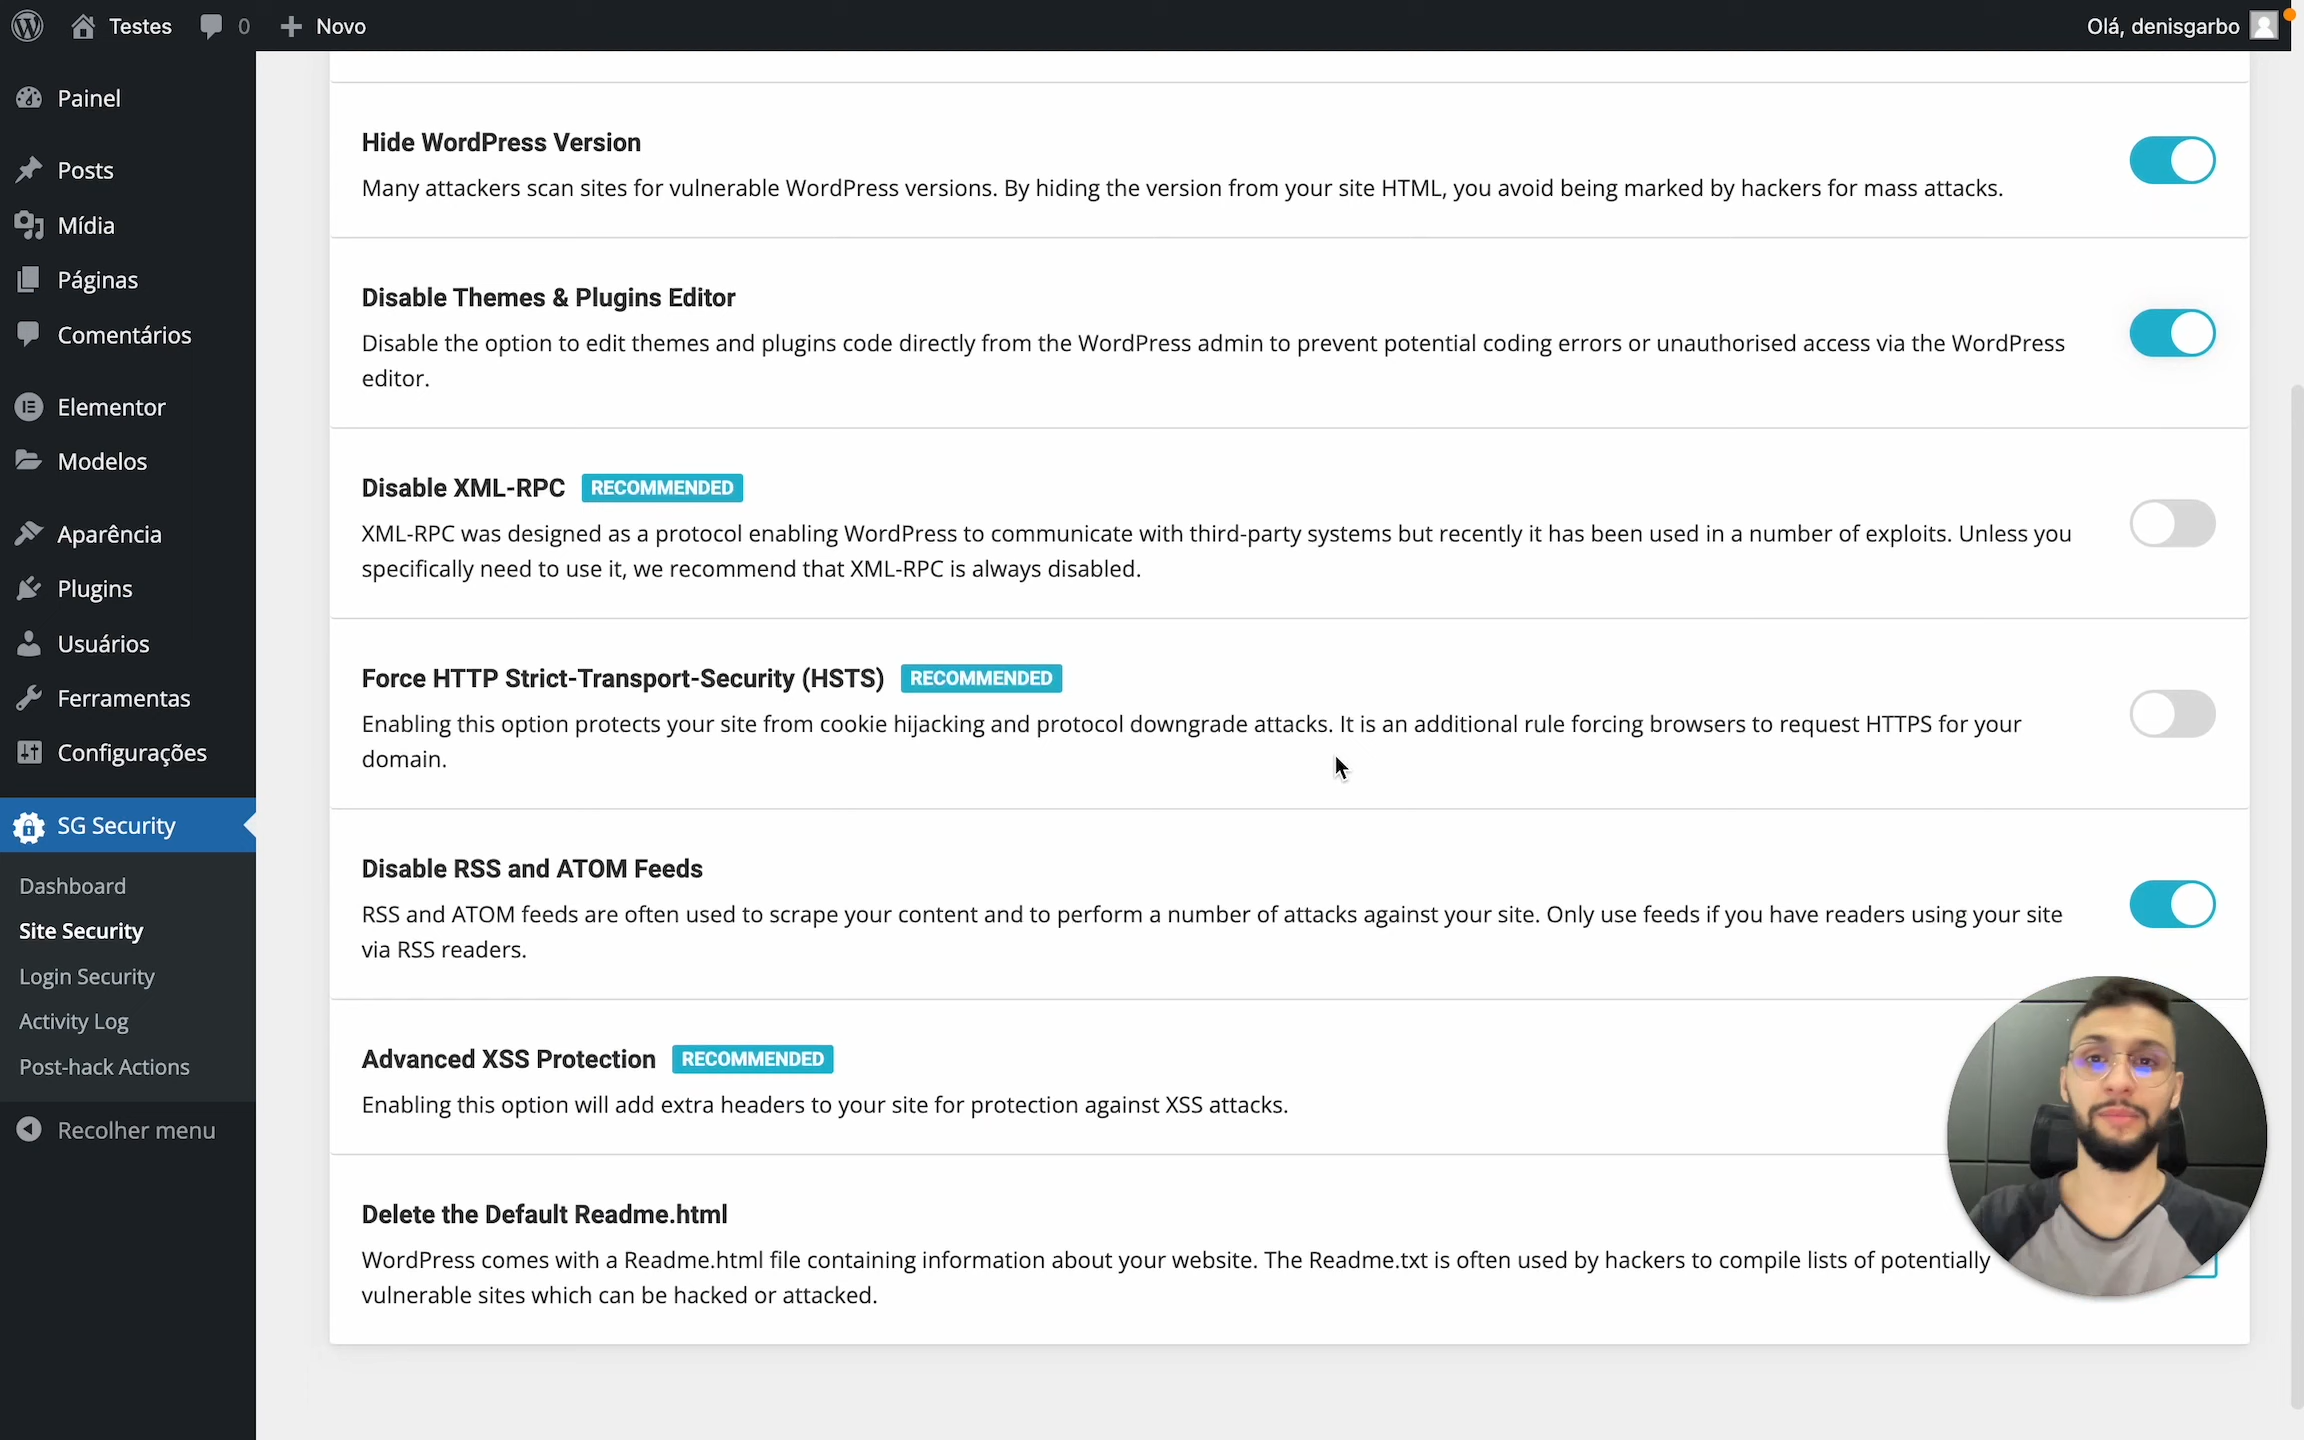 Testes
0
Novo
Olá, denisgarbo
Painel
Posts
Mídia
Páginas
Comentários
Elementor
Modelos
Aparência
Plugins
Usuários
Ferramentas
Configurações
SG Security
Dashboard
Site Security
Login Security
Activity Log
Post-hack Actions
Recolher menu
Hide WordPress Version
Many attackers scan sites for vulnerable WordPress versions. By hiding the version from your site HTML, you avoid being marked by hackers for mass attacks.
Disable Themes & Plugins Editor
Disable the option to edit themes and plugins code directly from the WordPress admin to prevent potential coding errors or unauthorised access via the WordPress
editor.
Disable XML-RPC RECOMMENDED
XML-RPC was designed as a protocol enabling WordPress to communicate with third-party systems but recently it has been used in a number of exploits. Unless you
specifically need to use it, we recommend that XML-RPC is always disabled.
Force HTTP Strict-Transport-Security (HSTS) RECOMMENDED
Enabling this option protects your site from cookie hijacking and protocol downgrade attacks. It is an additional rule forcing browsers to request HTTPS for your
domain.
Disable RSS and ATOM Feeds
RSS and ATOM feeds are often used to scrape your content and to perform a number of attacks against your site. Only use feeds if you have readers using your site
via RSS readers.
Advanced XSS Protection RECOMMENDED
Enabling this option will add extra headers to your site for protection against XSS attacks.
Delete the Default Readme.html
WordPress comes with a Readme.html file containing information about your website. The Readme.txt is often used by hackers to compile lists of potentially
vulnerable sites which can be hacked or attacked.